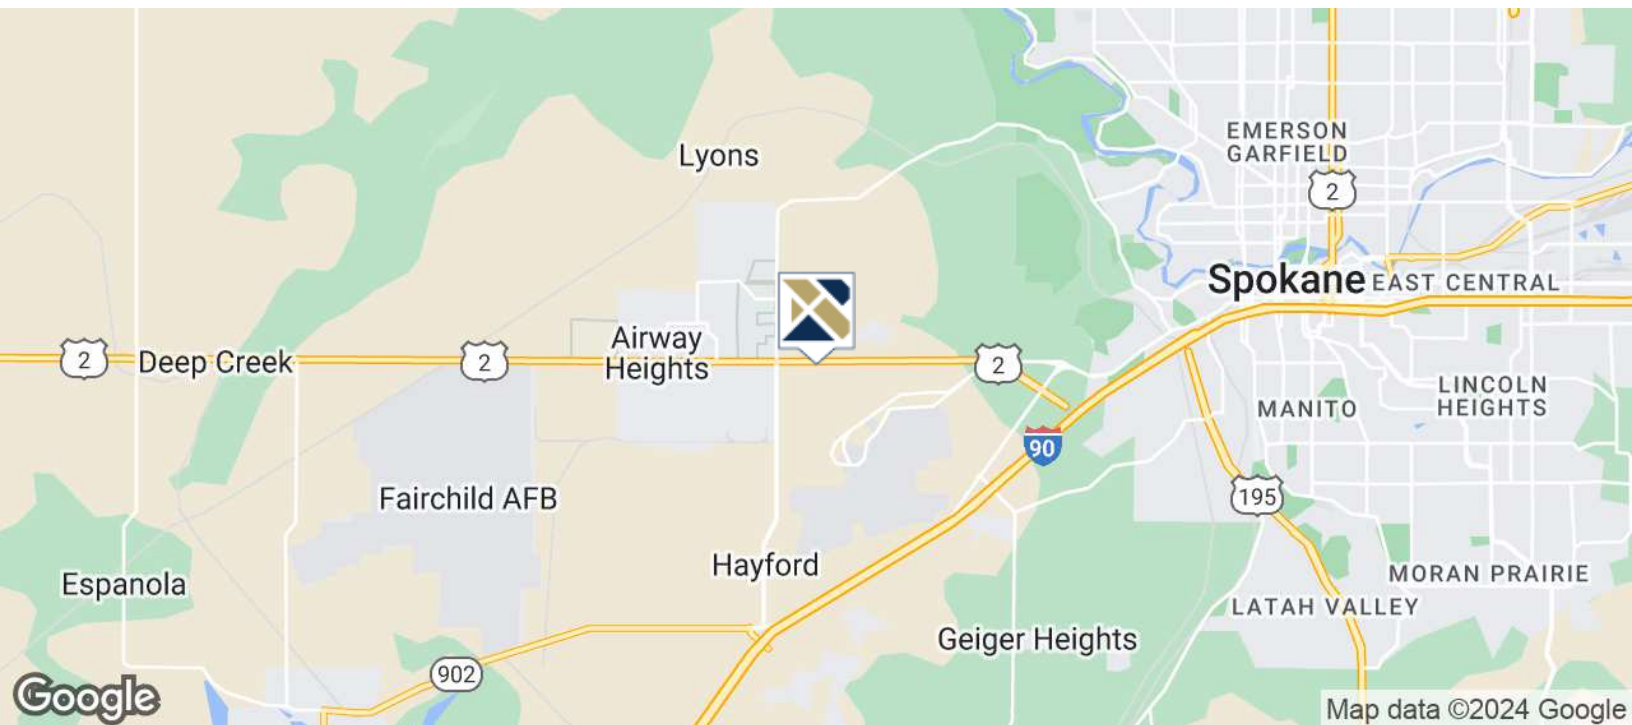 Lyons
EMERSON
GARFIELD
2
Spokane
EAST CENTRAL
Airway
Heights
2
Deep Creek
2
2
LINCOLN
HEIGHTS
MANITO
90
195
Fairchild AFB
Hayford
Espanola
MORAN PRAIRIE
LATAH VALLEY
Geiger Heights
902
Google
Map data ©2024 Google